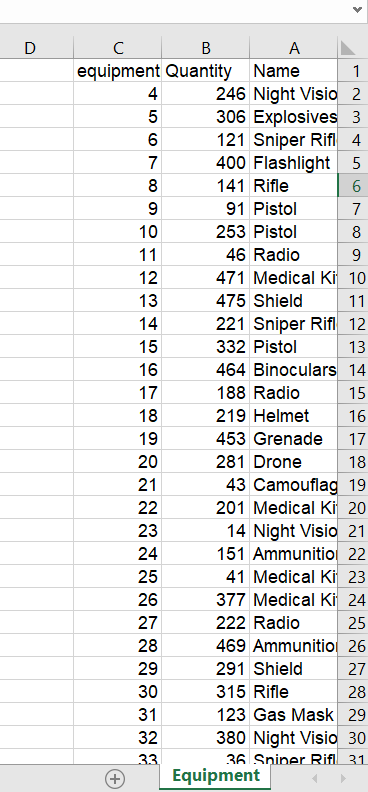 D C B A
equipment Quantity Name 1
4 246 Night Visio 2
5 306 Explosives 3
6 121 Sniper Rifl 4
7 400 Flashlight 5
8 141 Rifle 6
9 91 Pistol 7
10 253 Pistol 8
11 46 Radio 9
12 471 Medical Ki 10
13 475 Shield 11
14 221 Sniper Rifl 12
15 332 Pistol 13
16 464 Binoculars 14
17 188 Radio 15
18 219 Helmet 16
19 453 Grenade 17
20 281 Drone 18
21 43 Camouflag 19
22 201 Medical Ki 20
23 14 Night Visio 21
24 151 Ammunitio 22
25 41 Medical Ki 23
26 377 Medical Ki 24
27 222 Radio 25
28 469 Ammunitio 26
29 291 Shield 27
30 315 Rifle 28
31 123 Gas Mask 29
32 380 Night Visio 30
33 36 Sniper Rifl 31
Equipment